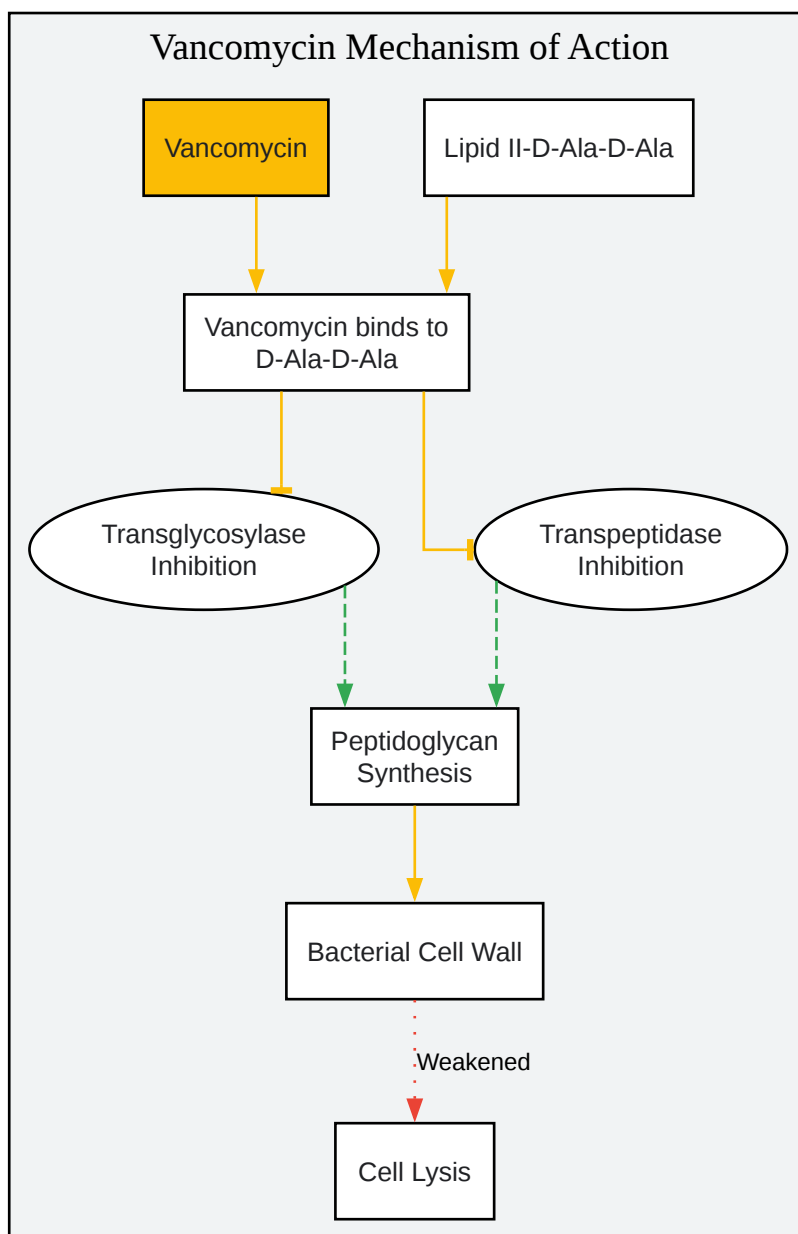 Vancomycin Mechanism of Action
Vancomycin
Lipid II-D-Ala-D-Ala
Vancomycin binds to
D-Ala-D-Ala
Transglycosylase
Inhibition
Transpeptidase
Inhibition
Peptidoglycan
Synthesis
Bacterial Cell Wall
Weakened
Cell Lysis